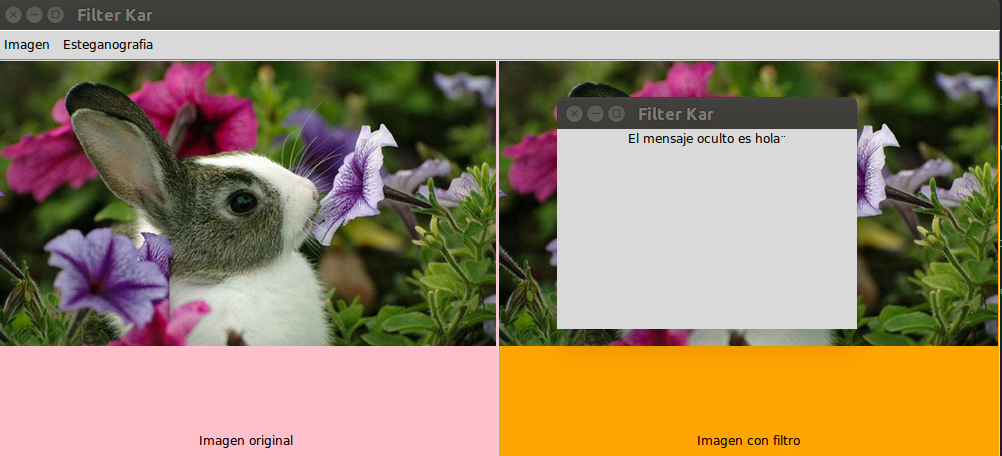 Filter Kar
Imagen Esteganografia
Filter Kar
El mensaje oculto es hola¨
Imagen original
Imagen con filtro